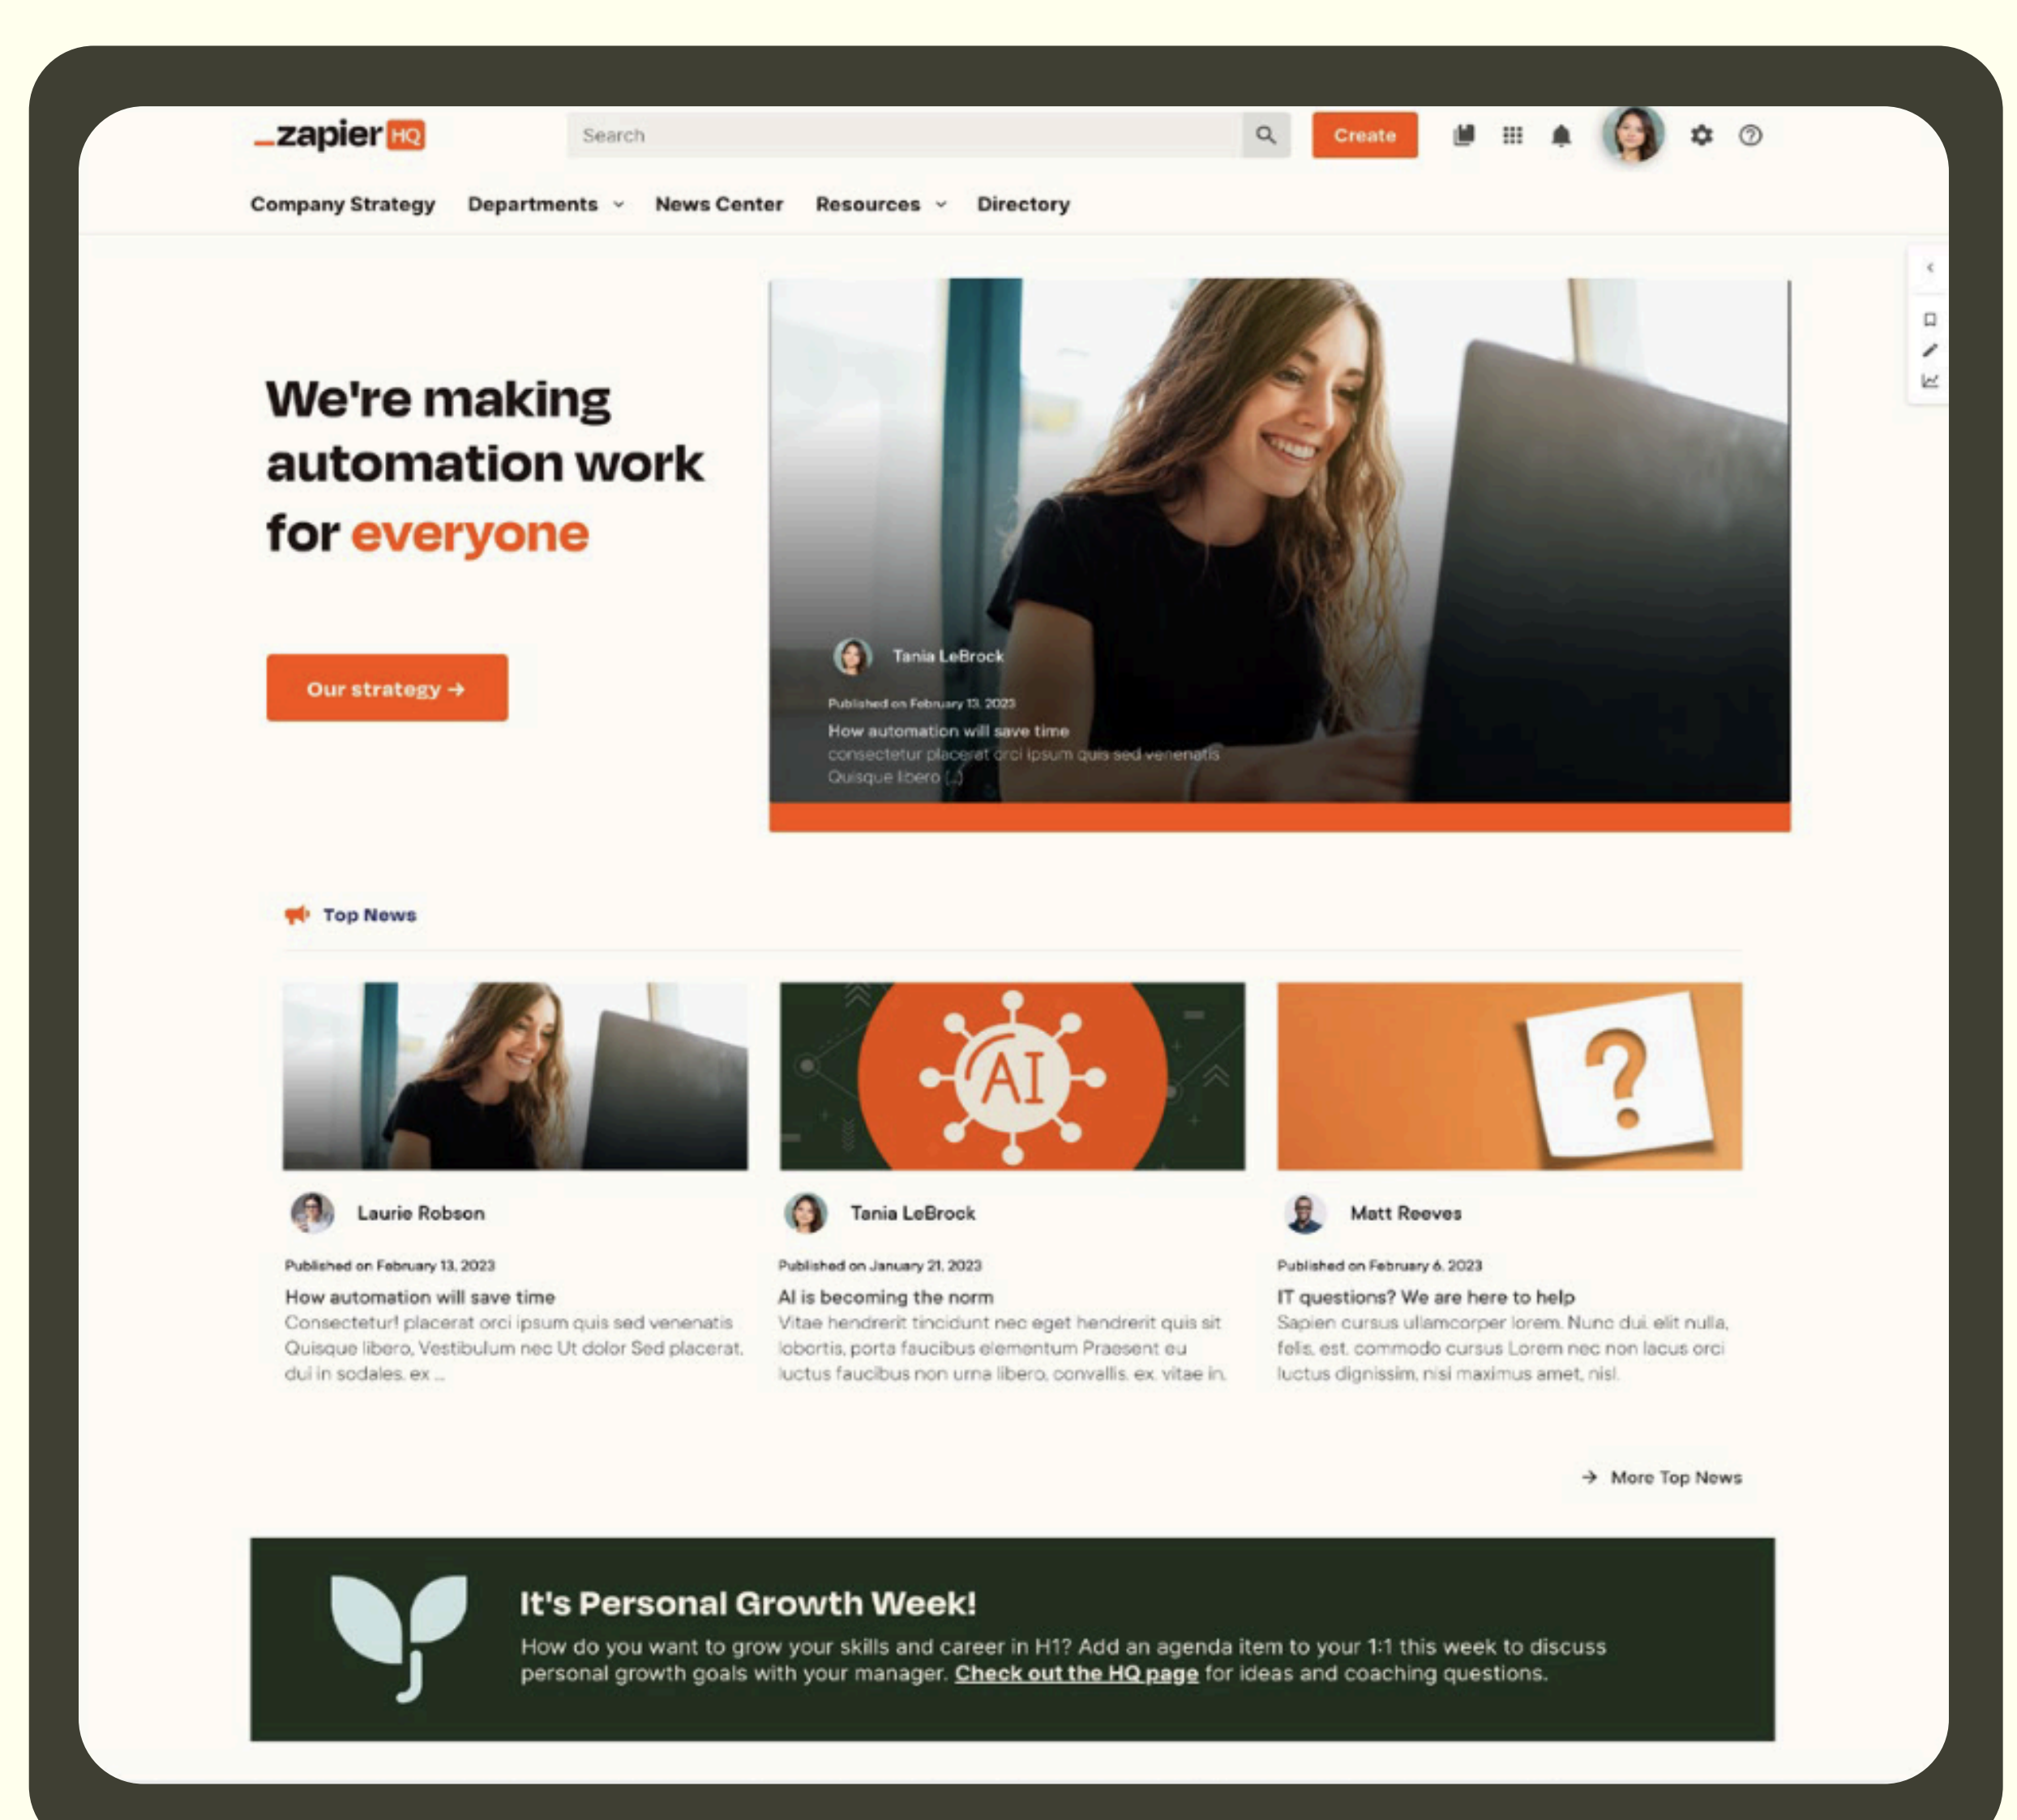 _zapier HQ
Search
Create
Company Strategy
Departments
News Center
Resources
Directory
We're making
automation work
for everyone
Our strategy →
Tania LeBrock
Published on February 13, 2023
How automation will save time
consectetur placerat orci ipsum quis sed venenatis
Quisque libero (...)
Top News
AI
?
Laurie Robson
Published on February 13, 2023
How automation will save time
Consectetur! placerat orci ipsum quis sed venenatis
Quisque libero, Vestibulum nec Ut dolor Sed placerat,
dui in sodales, ex ...
Tania LeBrock
Published on January 21, 2023
AI is becoming the norm
Vitae hendrerit tincidunt nec eget hendrerit quis sit
lobortis, porta faucibus elementum Praesent eu
luctus faucibus non urna libero, convallis, ex, vitae in,
Matt Reeves
Published on February 6, 2023
IT questions? We are here to help
Sapien cursus ullamcorper lorem. Nunc dui, elit nulla,
felis, est, commodo cursus Lorem nec non lacus orci
luctus dignissim, nisi maximus amet, nisl.
→ More Top News
It's Personal Growth Week!
How do you want to grow your skills and career in H1? Add an agenda item to your 1:1 this week to discuss
personal growth goals with your manager. Check out the HQ page for ideas and coaching questions.